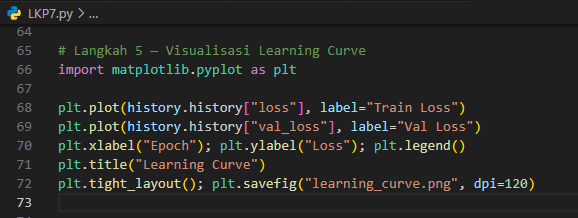 LKP7.py > ...
64
65 # Langkah 5 — Visualisasi Learning Curve
66 import matplotlib.pyplot as plt
67
68 plt.plot(history.history["loss"], label="Train Loss")
69 plt.plot(history.history["val_loss"], label="Val Loss")
70 plt.xlabel("Epoch"); plt.ylabel("Loss"); plt.legend()
71 plt.title("Learning Curve")
72 plt.tight_layout(); plt.savefig("learning_curve.png", dpi=120)
73